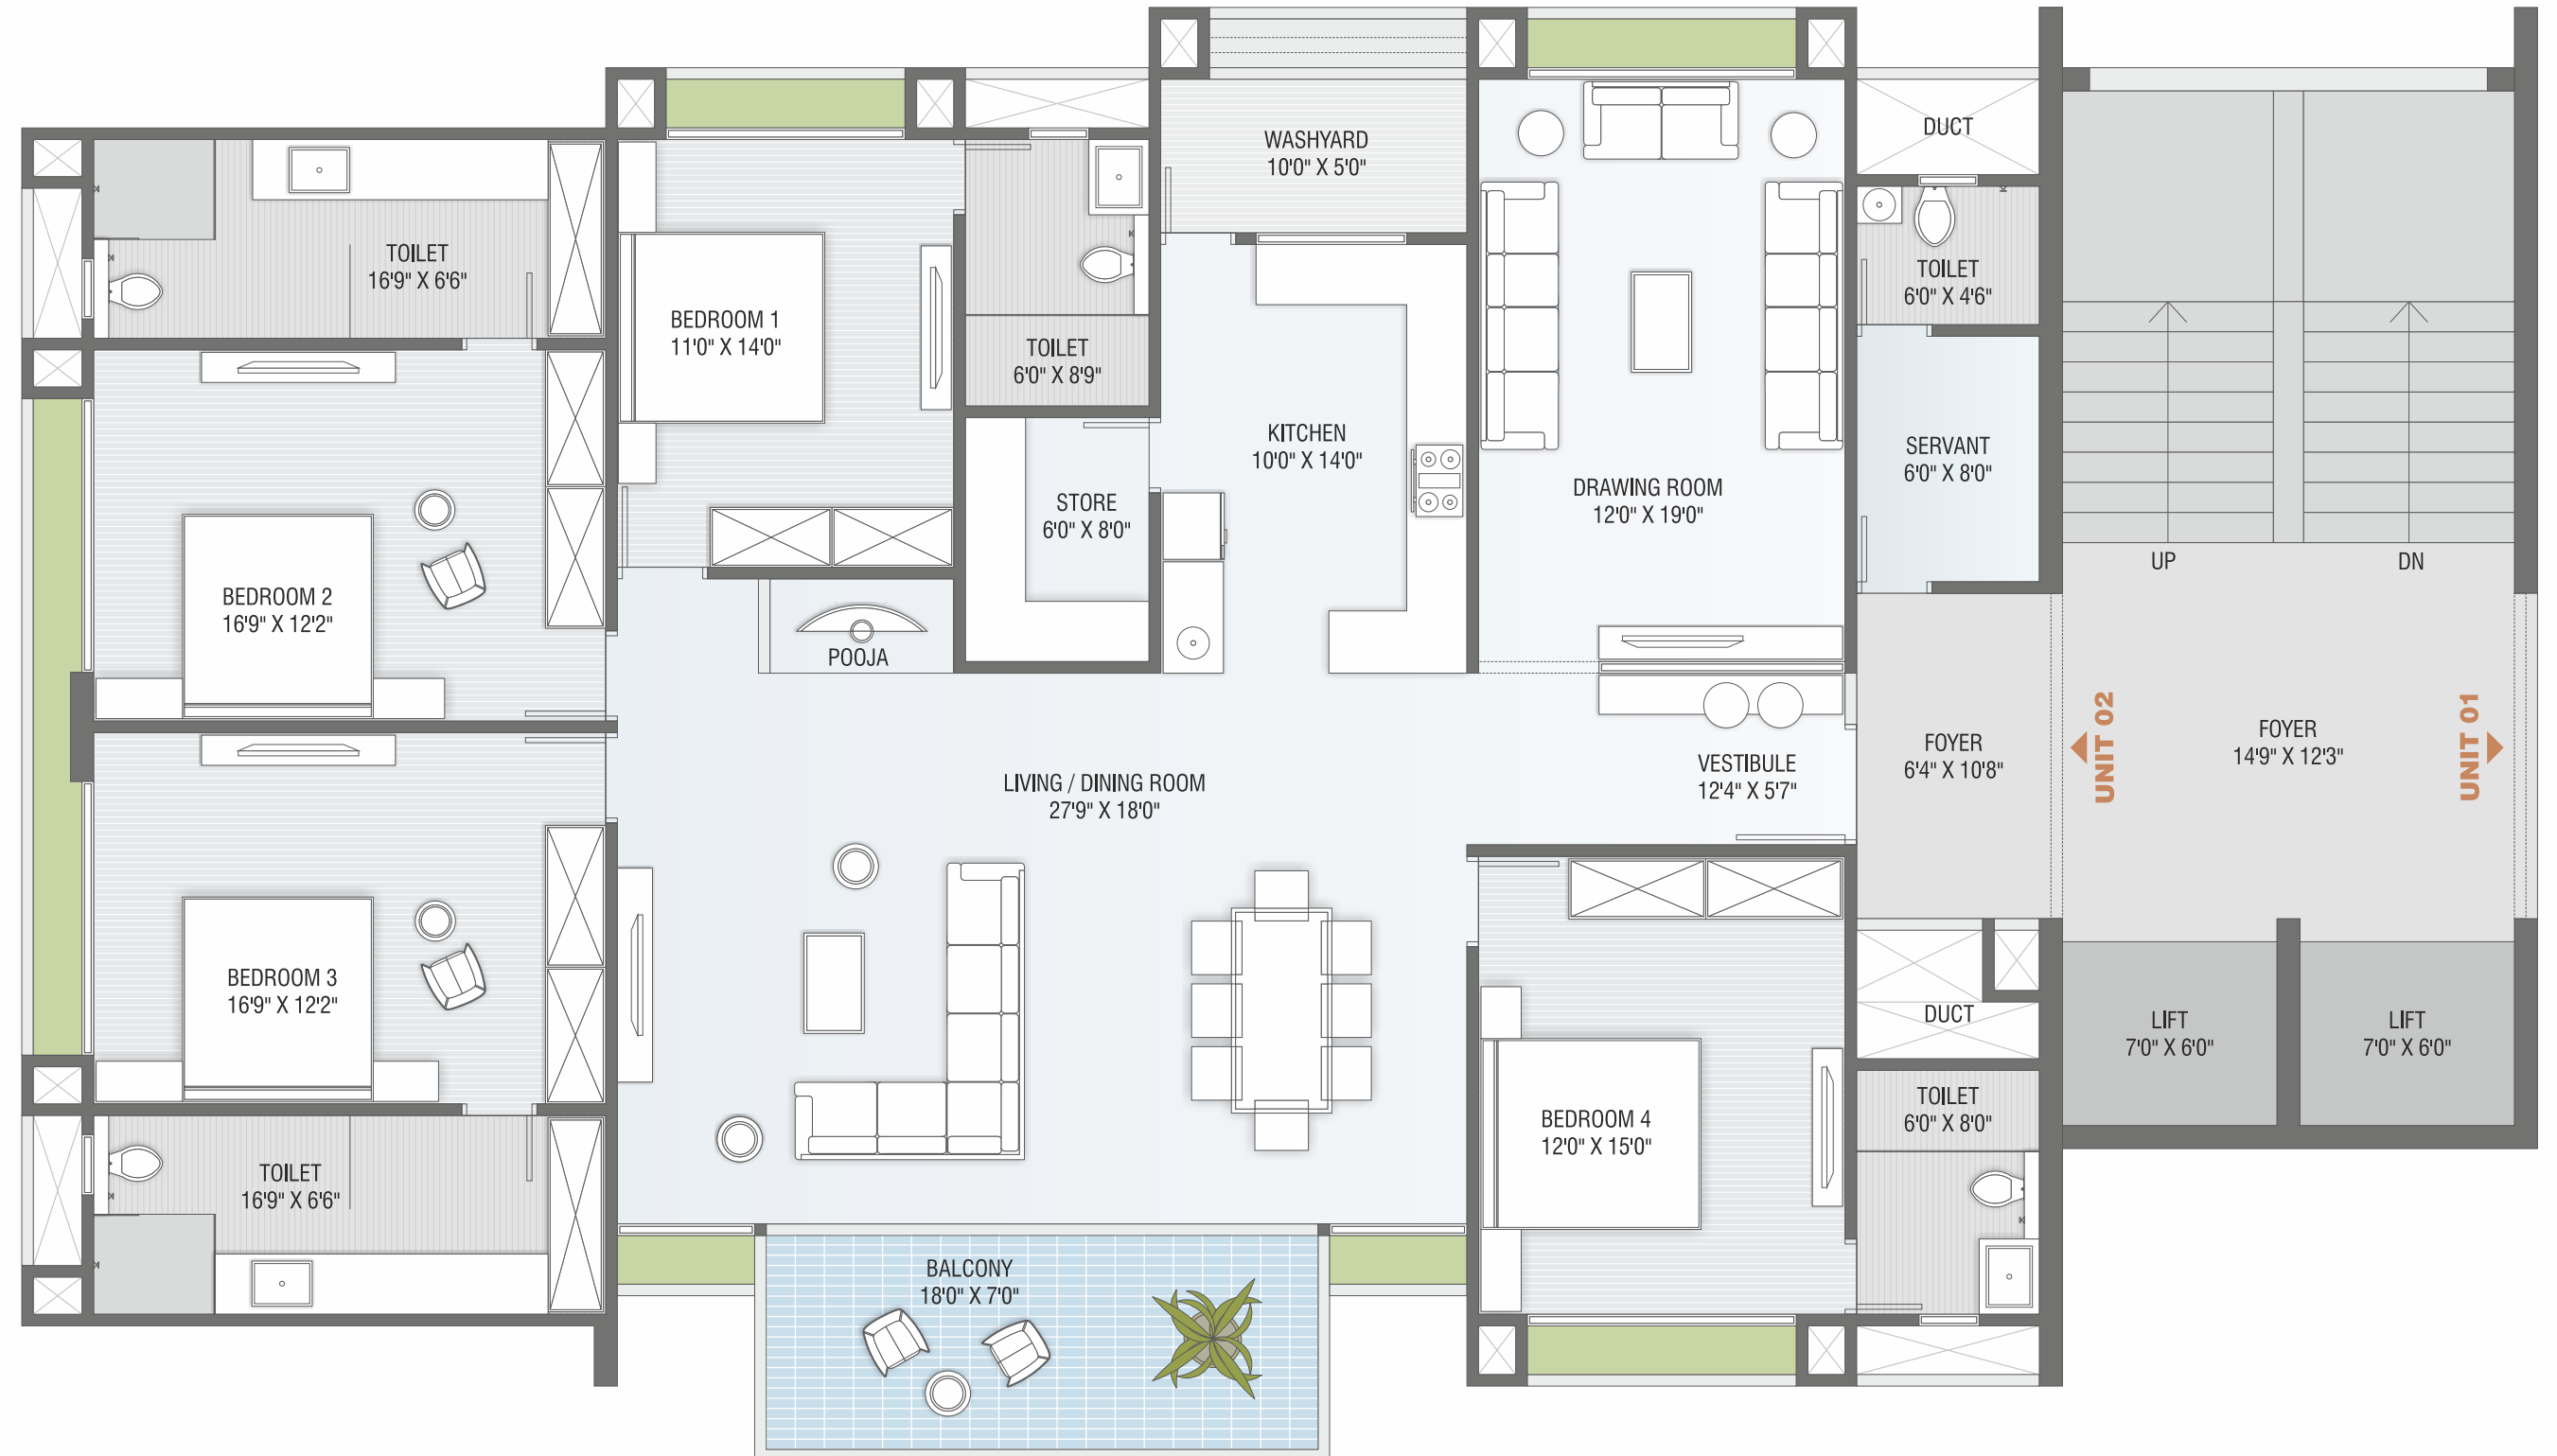 WASHYARD
10'0" X 5'0"
DUCT
TOILET
16'9" X 6'6"
TOILET
6'0" X 4'6"
BEDROOM 1
11'0" X 14'0"
TOILET
6'0" X 8'9"
KITCHEN
10'0" X 14'0"
SERVANT
6'0" X 8'0"
DRAWING ROOM
12'0" X 19'0"
STORE
6'0" X 8'0"
UP
DN
BEDROOM 2
16'9" X 12'2"
POOJA
FOYER
6'4" X 10'8"
UNIT 02
FOYER
14'9" X 12'3"
UNIT 01
VESTIBULE
12'4" X 5'7"
LIVING / DINING ROOM
27'9" X 18'0"
BEDROOM 3
16'9" X 12'2"
DUCT
LIFT
7'0" X 6'0"
LIFT
7'0" X 6'0"
TOILET
6'0" X 8'0"
BEDROOM 4
12'0" X 15'0"
TOILET
16'9" X 6'6"
BALCONY
18'0" X 7'0"